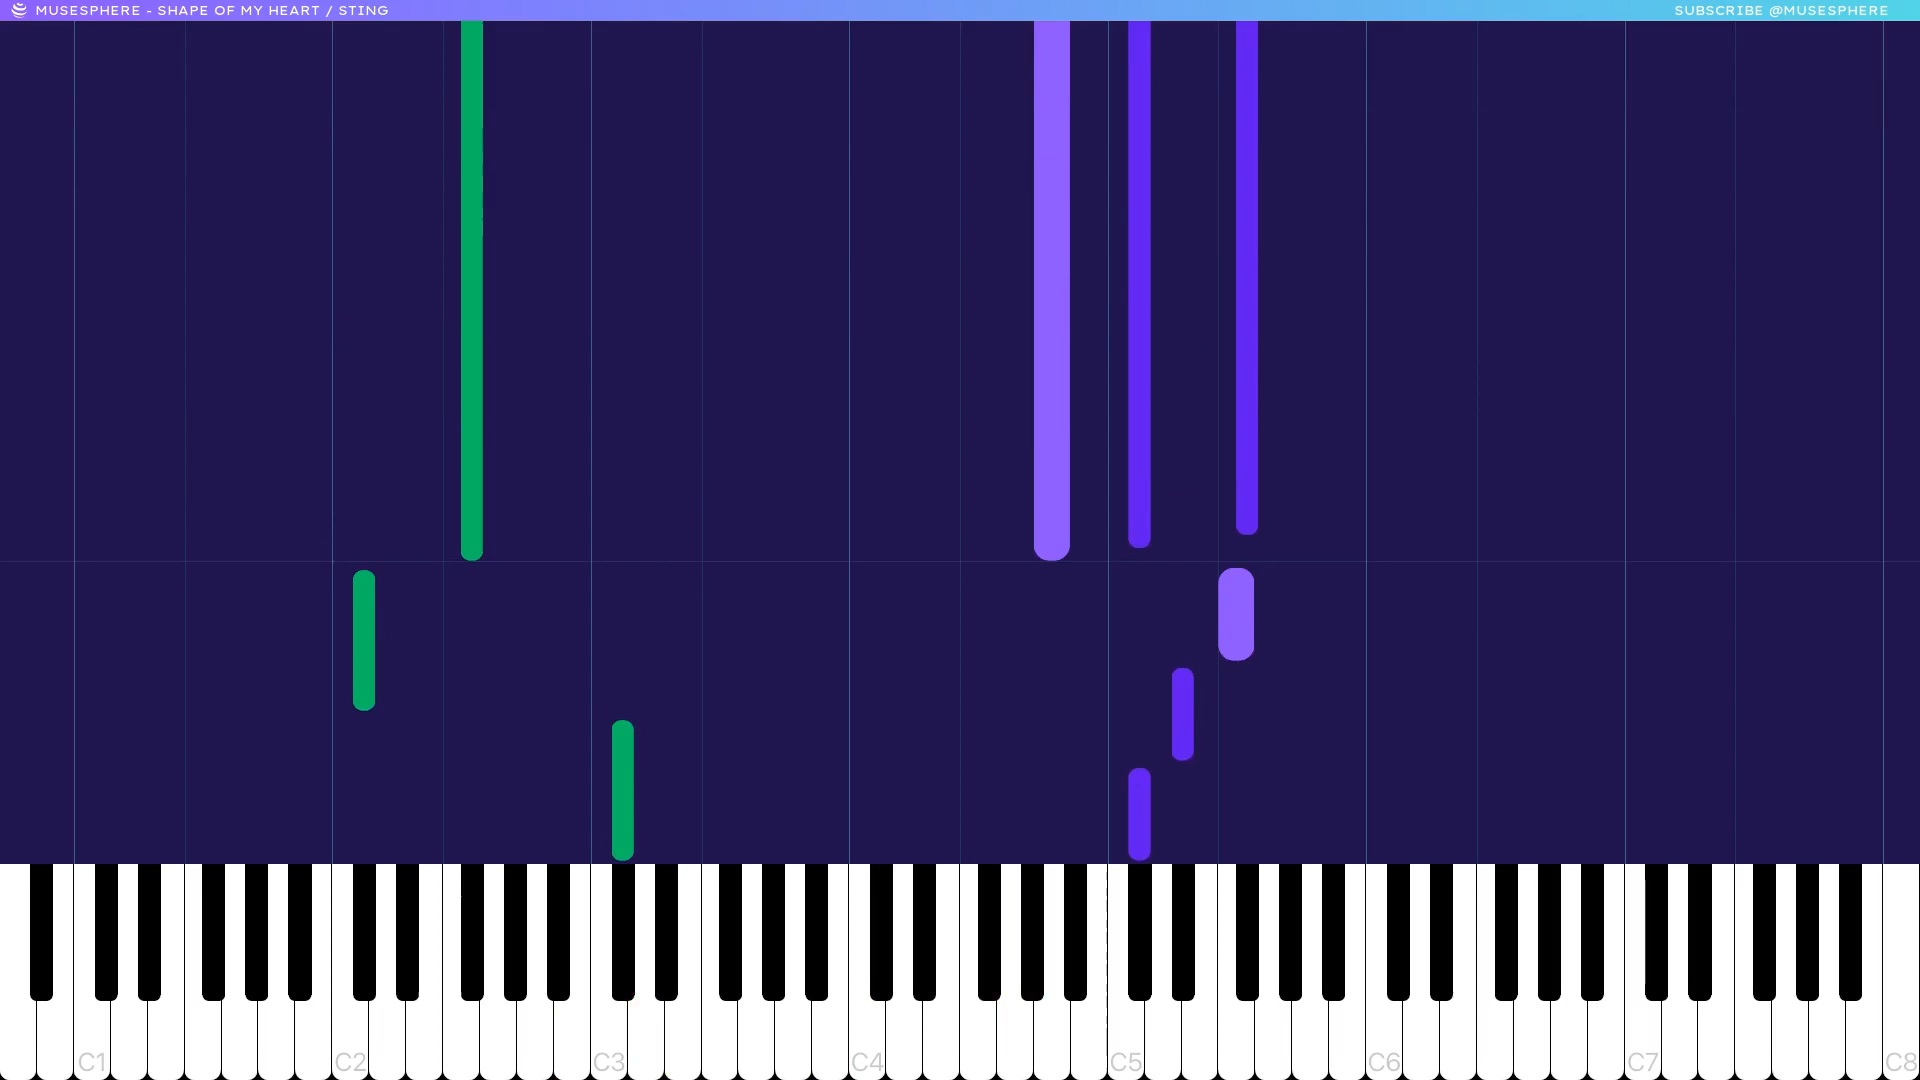 MUSESPHERE - SHAPE OF MY HEART / STING
SUBSCRIBE @MUSESPHERE
C1 C2 C3 C4 C5 C6 C7 C8